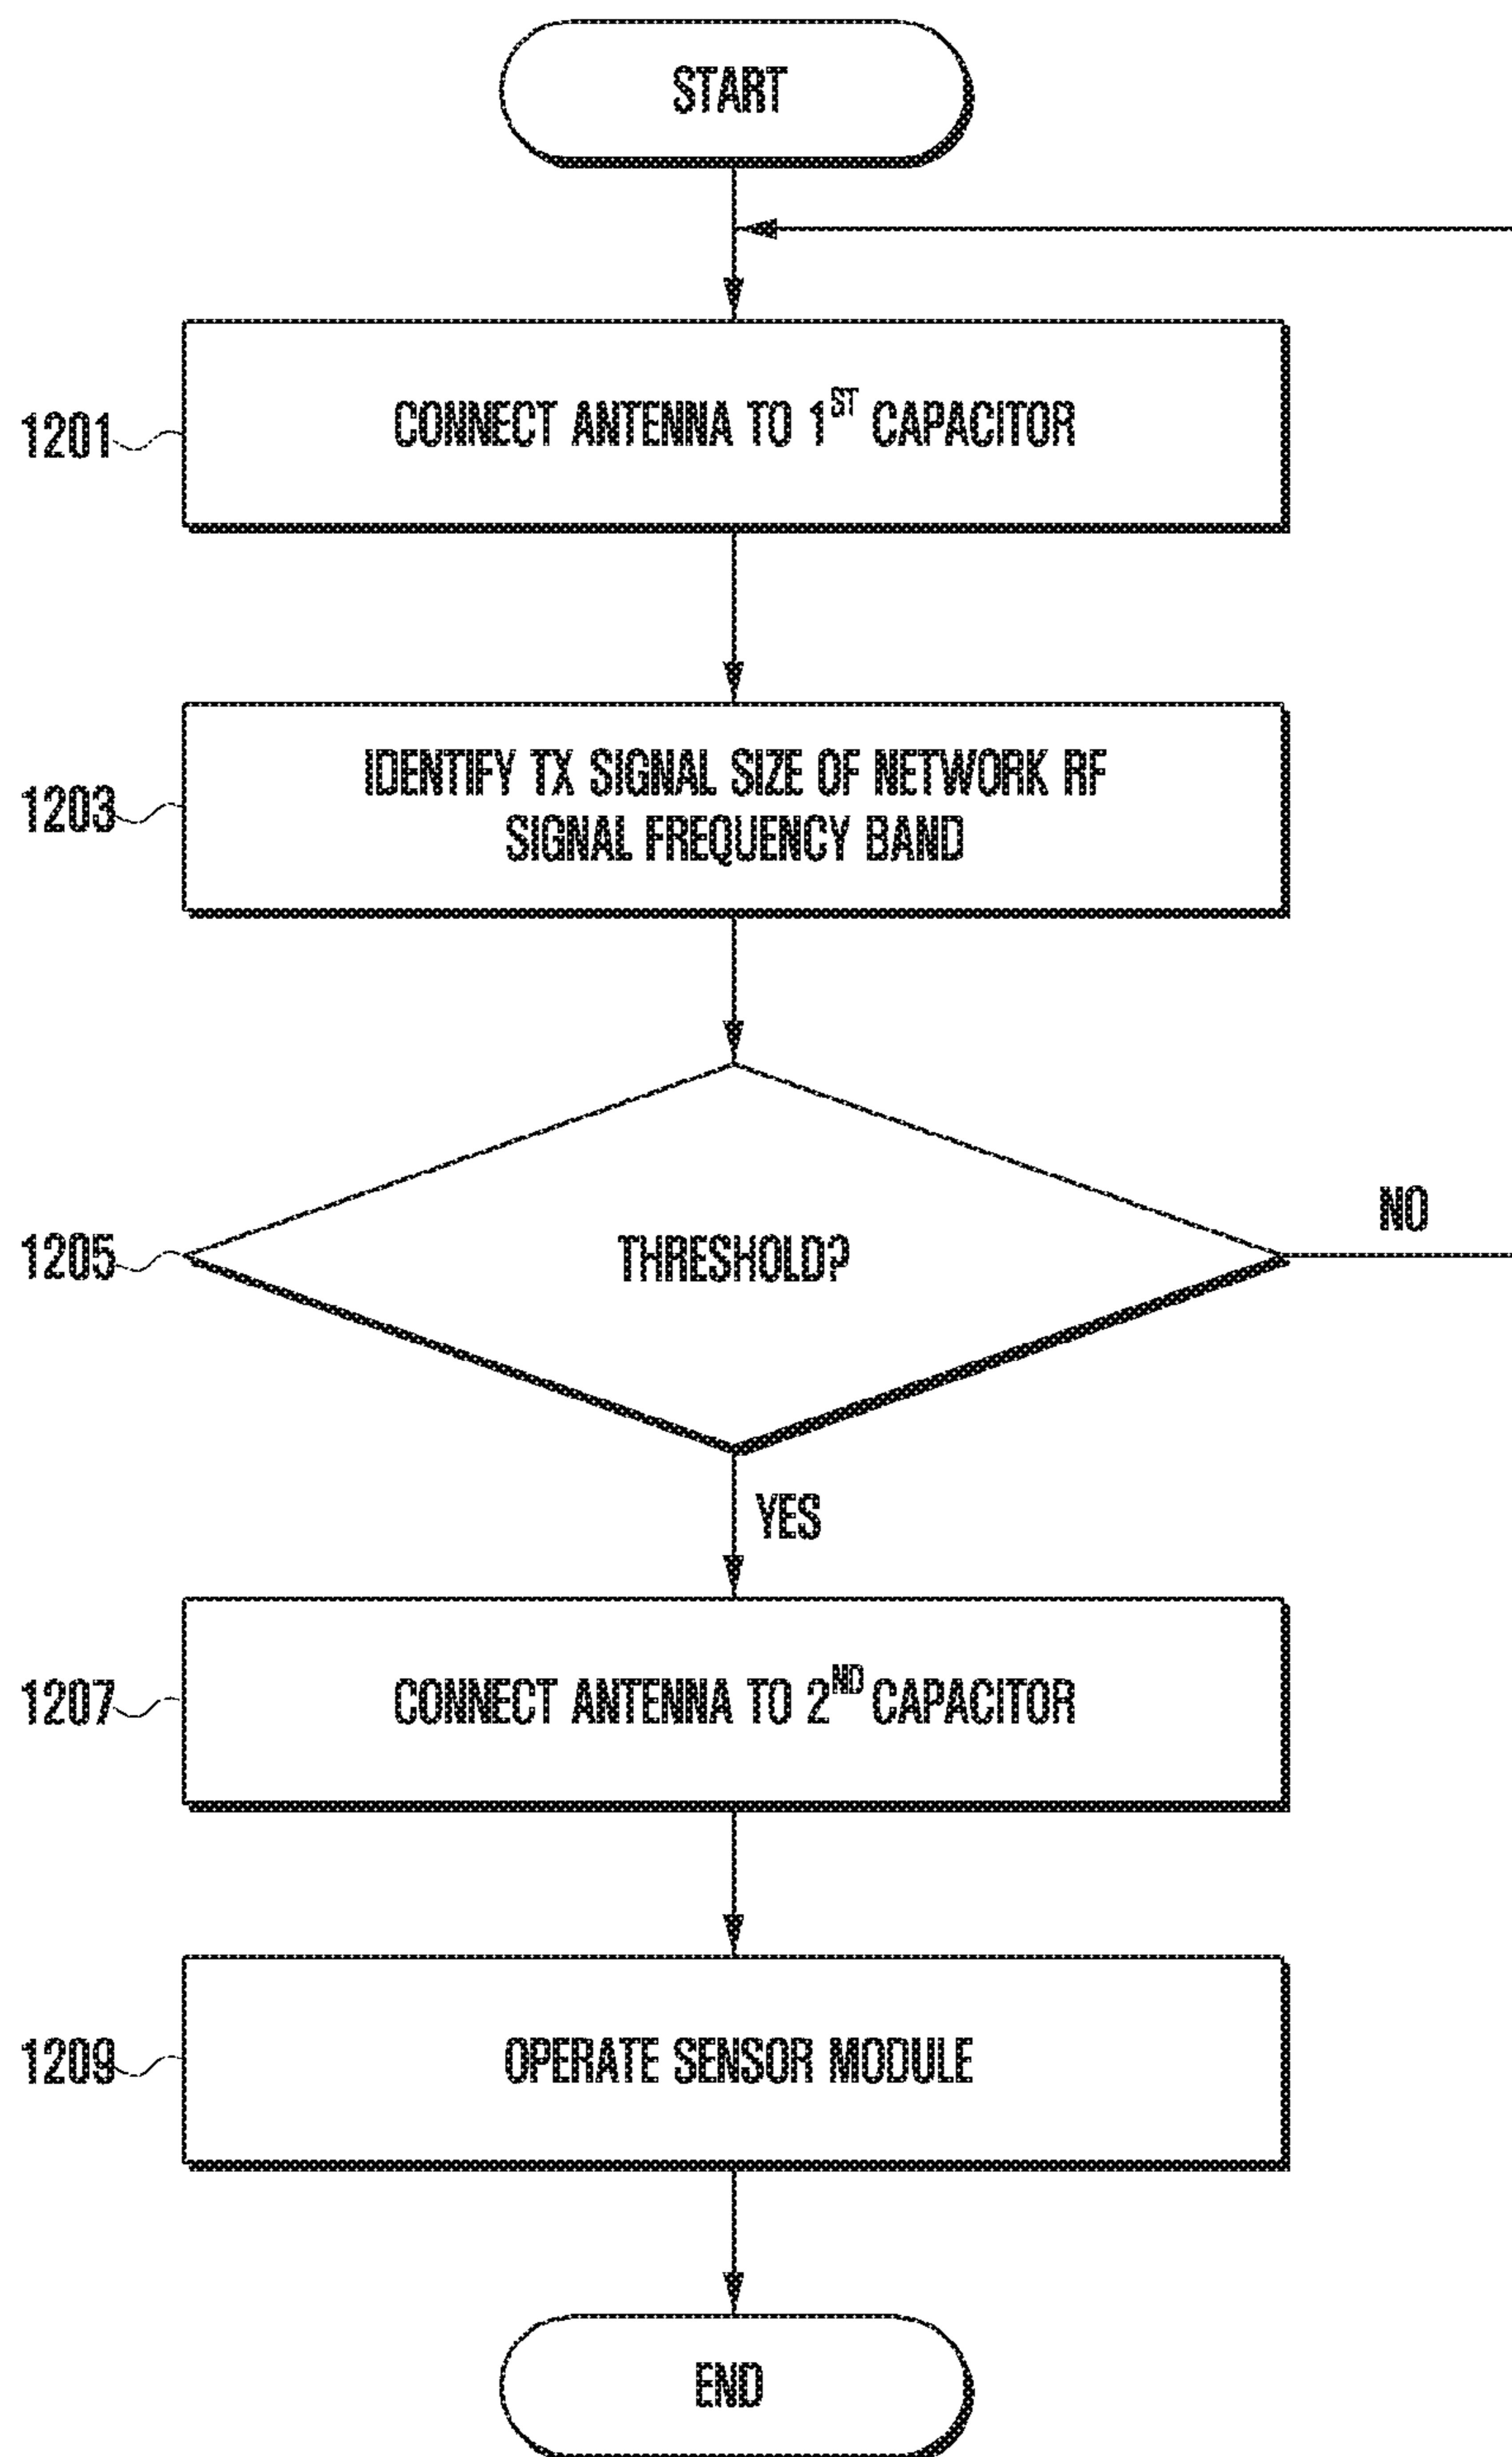 START
1201
CONNECT ANTENNA TO 1ST CAPACITOR
1203
IDENTIFY TX SIGNAL SIZE OF NETWORK RF
SIGNAL FREQUENCY BAND
1205
THRESHOLD?
NO
YES
1207
CONNECT ANTENNA TO 2ND CAPACITOR
1209
OPERATE SENSOR MODULE
END